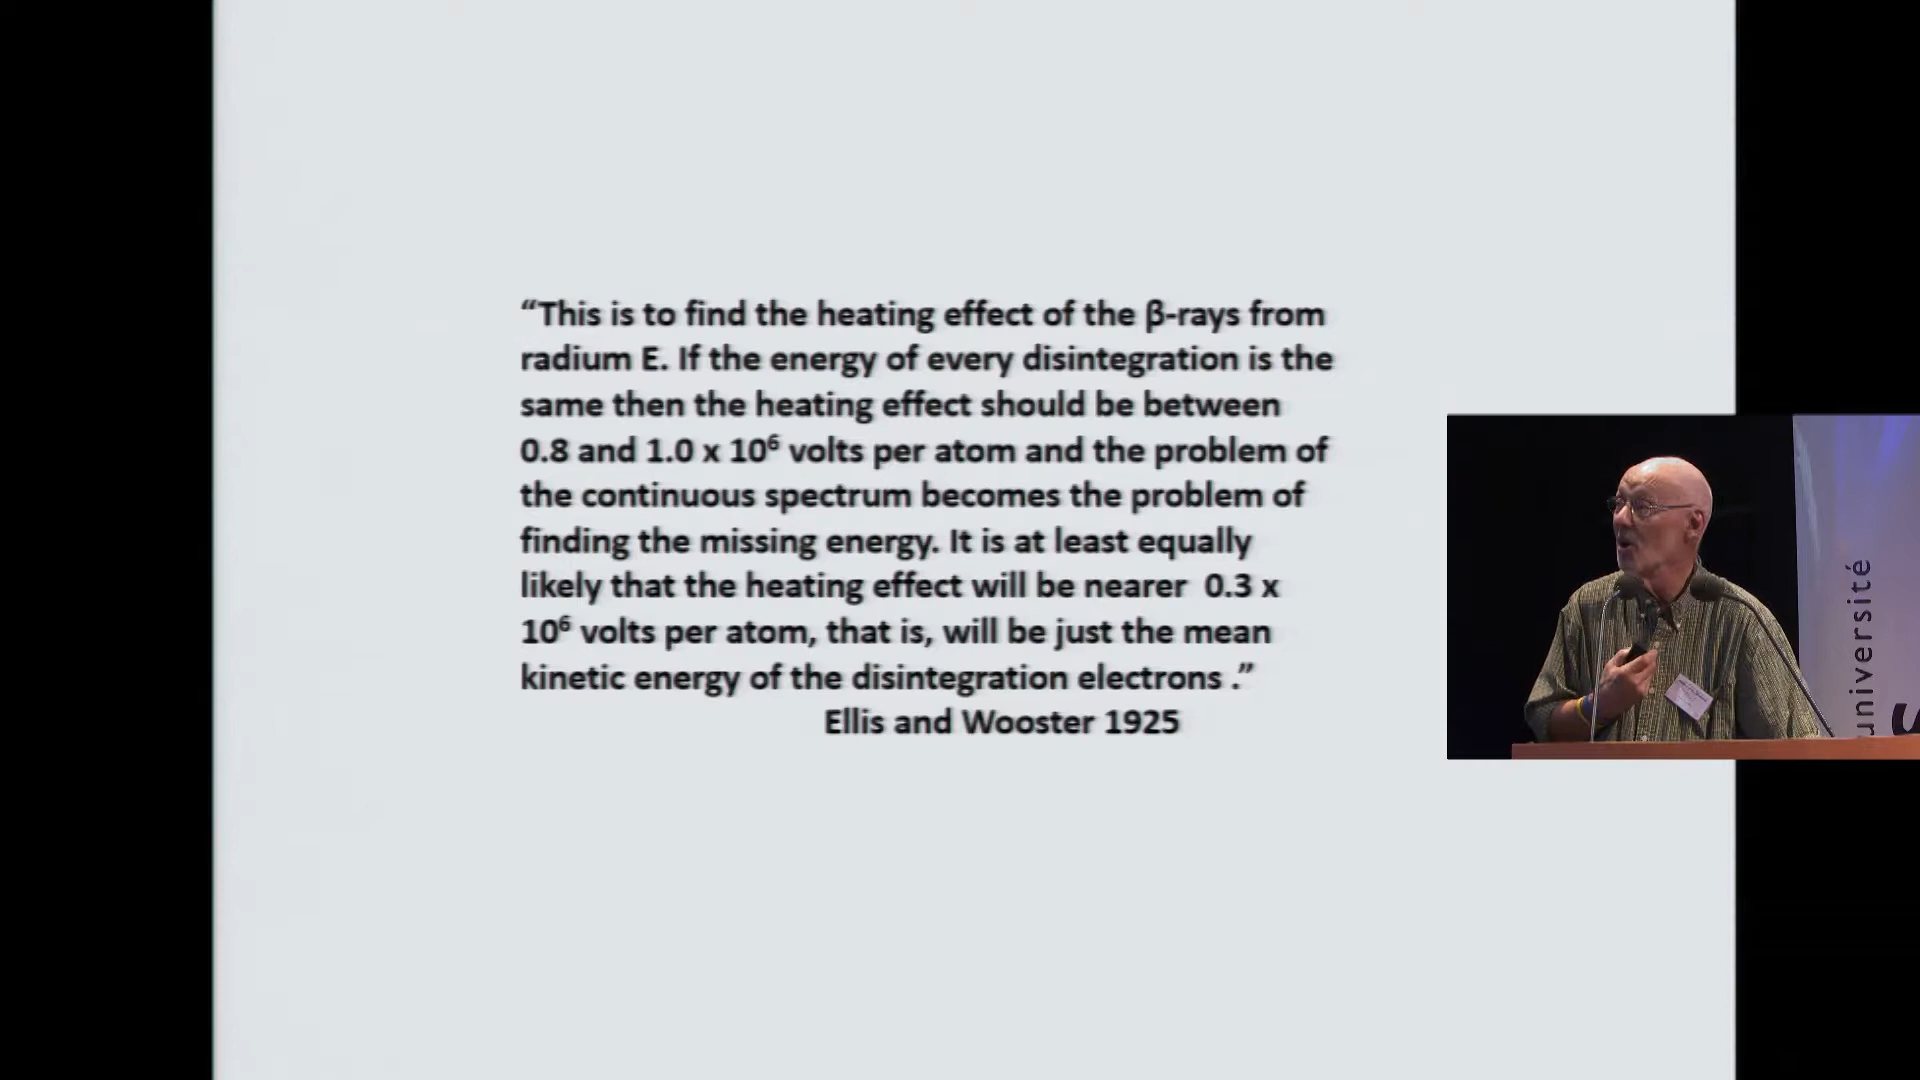 “This is to find the heating effect of the β-rays from
radium E. If the energy of every disintegration is the
same then the heating effect should be between
0.8 and 1.0 x 10⁶ volts per atom and the problem of
the continuous spectrum becomes the problem of
finding the missing energy. It is at least equally
likely that the heating effect will be nearer 0.3 x
10⁶ volts per atom, that is, will be just the mean
kinetic energy of the disintegration electrons .”
Ellis and Wooster 1925
université